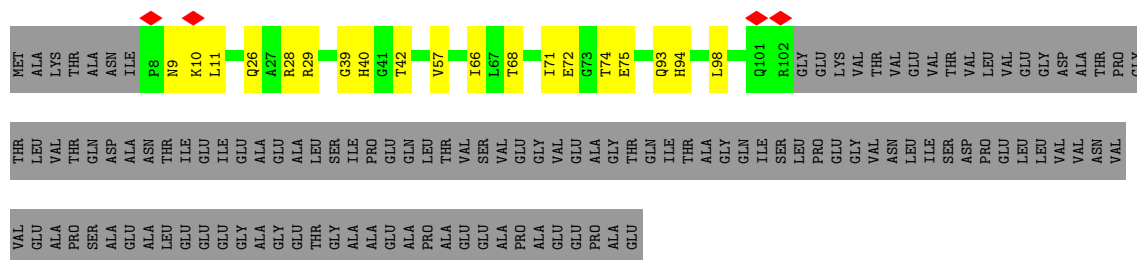 MET ALA LYS THR ALA ASN ILE P8 N9 K10 L11 Q26 A27 R28 R29 G39 H40 G41 T42 V57 I66 L67 T68 I71 E72 G73 T74 E75 Q93 H94 L98 Q101 R102 GLY GLU LYS VAL THR VAL GLU VAL THR VAL LEU VAL GLU GLY ASP ALA THR PRO GLY
THR LEU VAL THR GLN ASP ALA ASN THR ILE GLU ILE GLU ALA GLU ALA LEU SER ILE PRO GLU GLN LEU THR VAL SER VAL GLU GLY VAL GLU ALA GLY THR GLN ILE THR ALA GLY GLN ILE SER LEU PRO GLU GLY VAL ASN LEU ILE SER ASP PRO GLU LEU LEU VAL VAL ASN VAL
VAL GLU ALA PRO SER ALA GLU ALA LEU GLU GLU GLU GLY ALA GLY GLU THR GLY ALA ALA GLU ALA PRO ALA GLU GLU ALA PRO ALA GLU GLU PRO ALA GLU